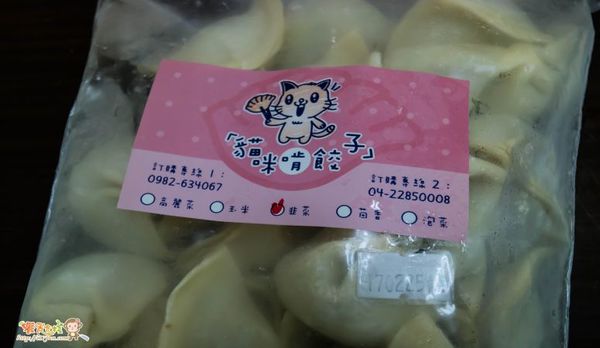 「貓咪啃餃子」
訂購專線1：
0982-634067
訂購專線2：
04-22850008
高麗菜 玉米 韭菜 茴香 泡菜